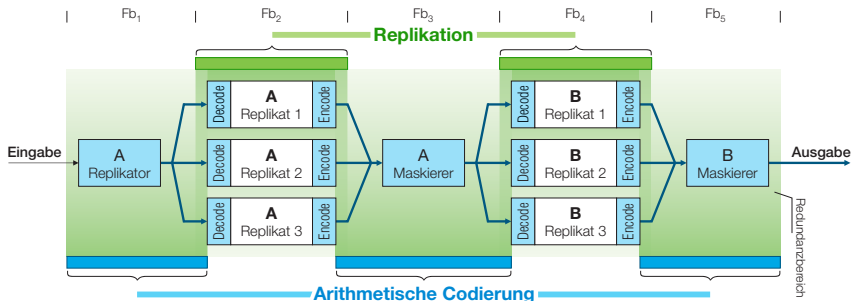 Fb1 Fb2 Fb3 Fb4 Fb5
Replikation
Eingabe
A
Replikator
Decode
A
Replikat 1
Encode
Decode
A
Replikat 2
Encode
Decode
A
Replikat 3
Encode
A
Maskierer
Decode
B
Replikat 1
Encode
Decode
B
Replikat 2
Encode
Decode
B
Replikat 3
Encode
B
Maskierer
Ausgabe
Redundanzbereich
Arithmetische Codierung